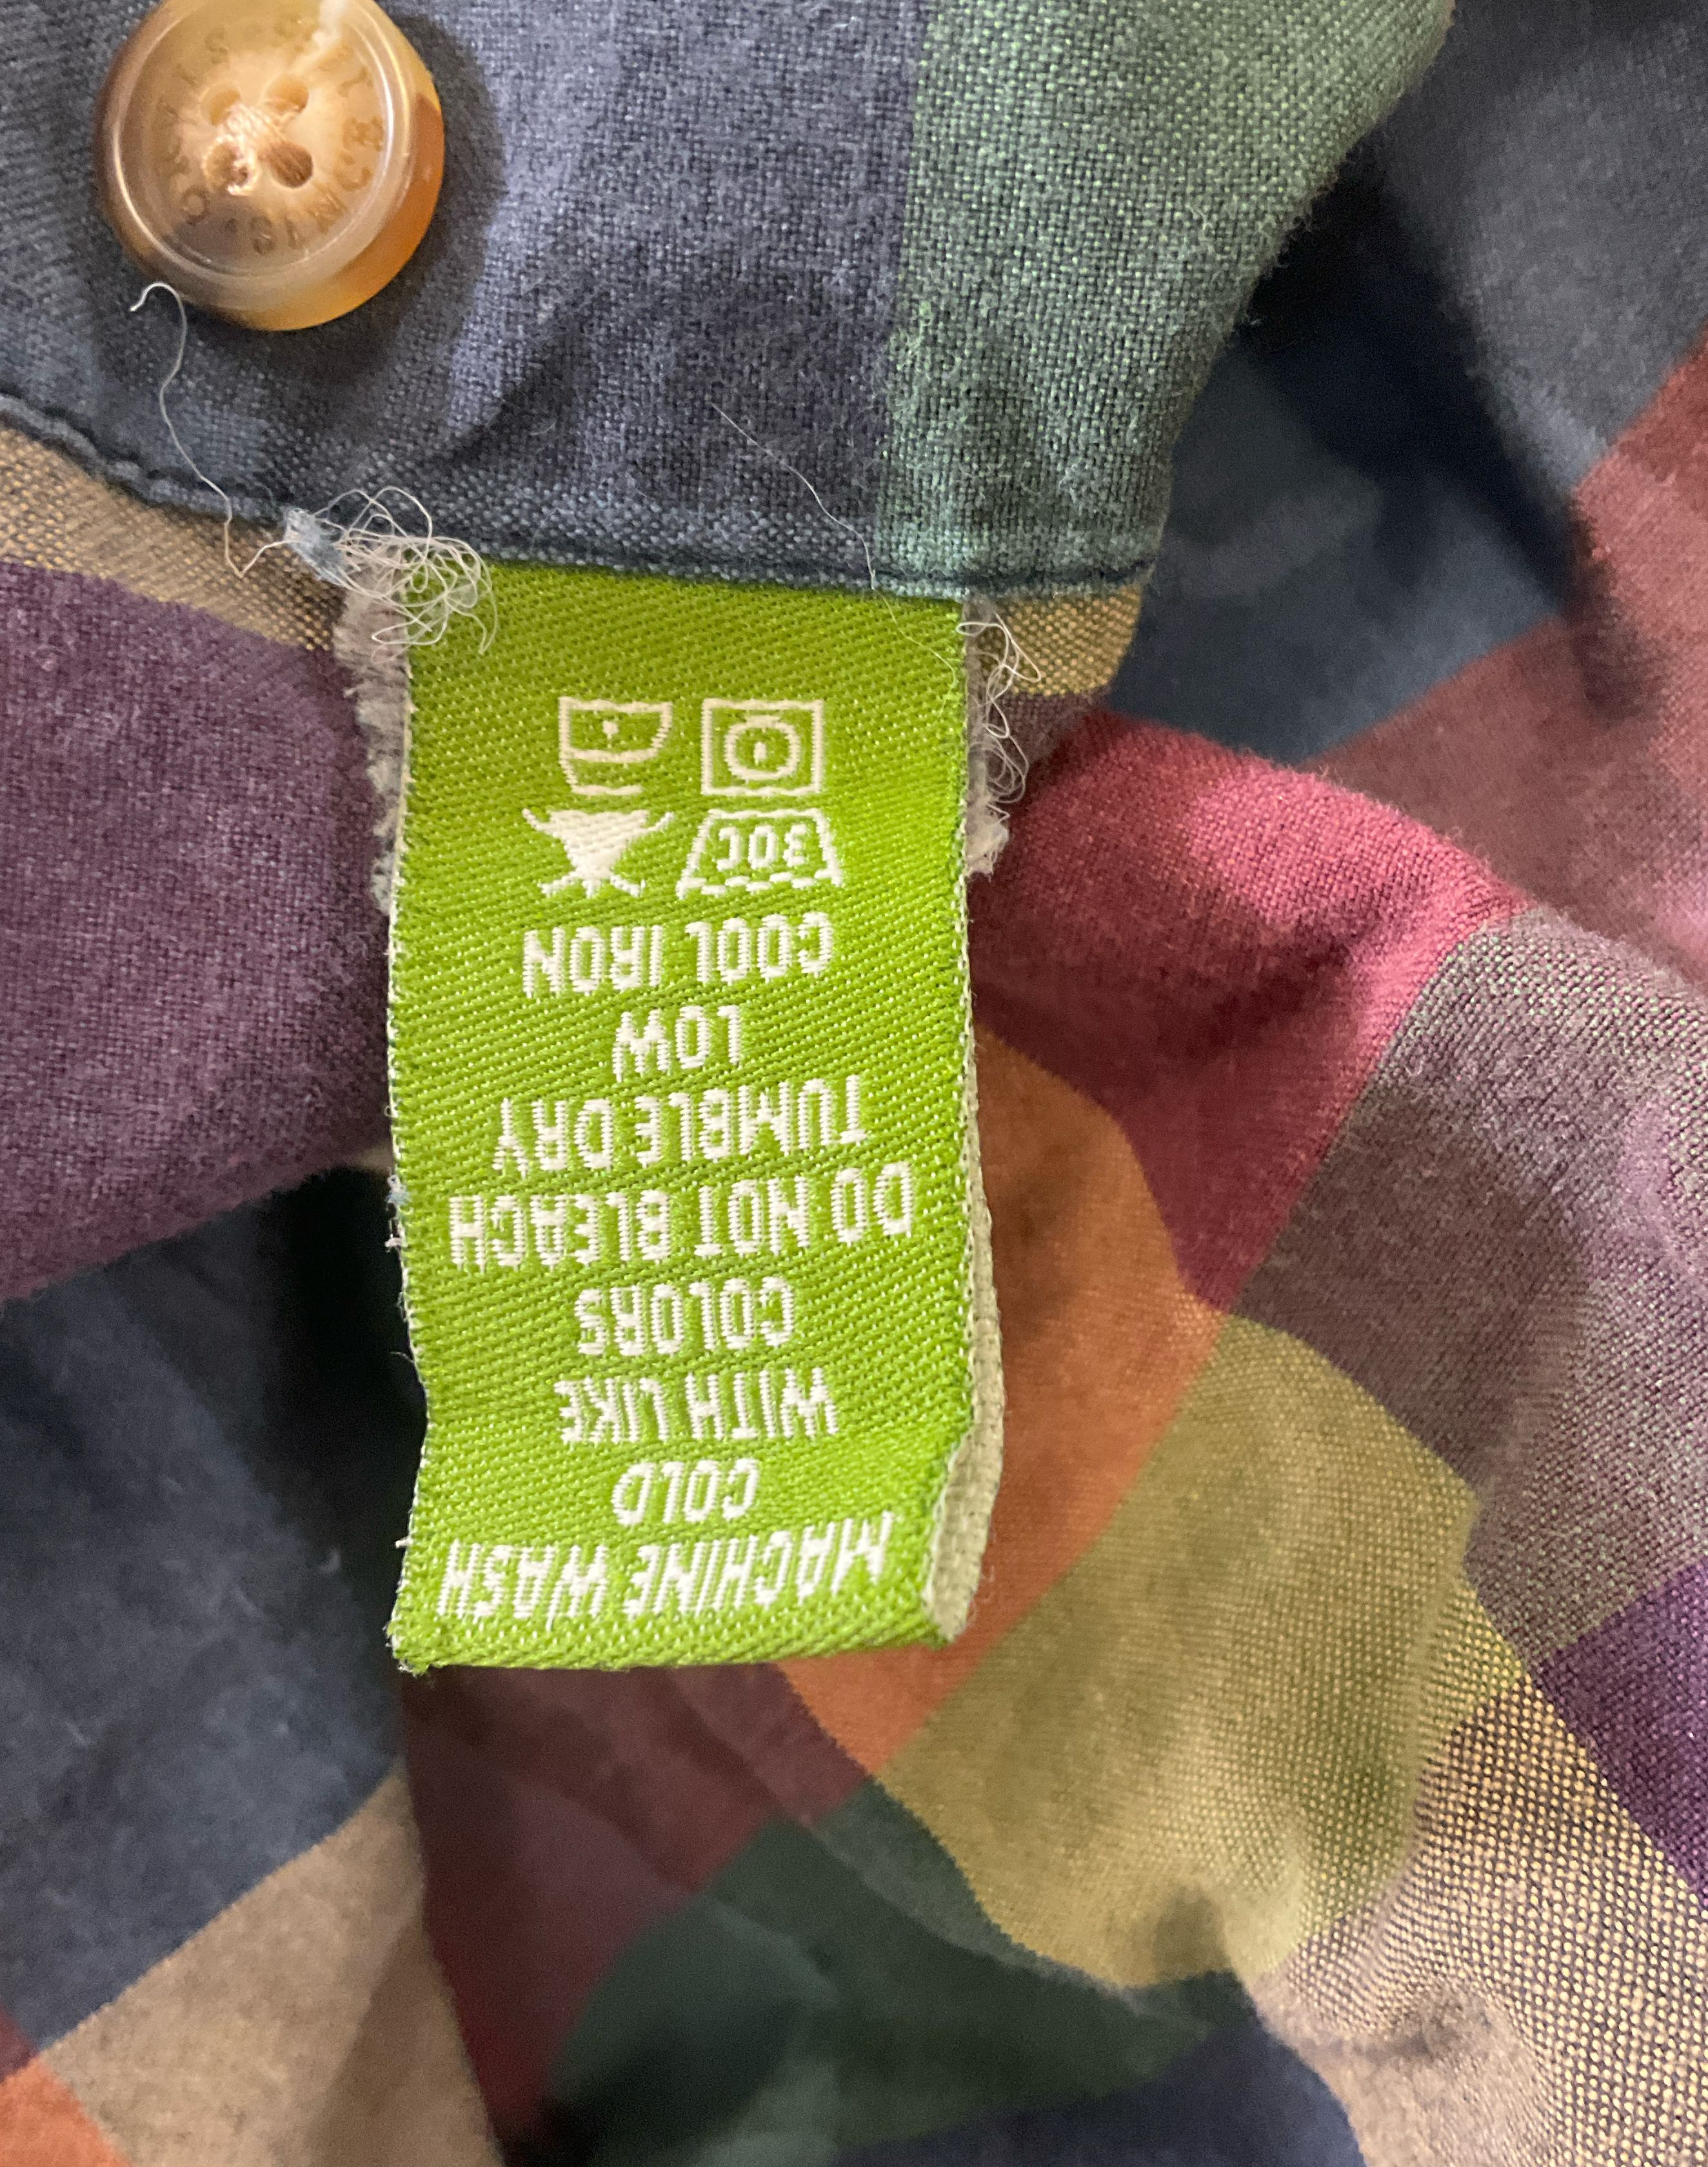 MACHINE WASH
COLD
WITH LIKE
COLORS
DO NOT BLEACH
TUMBLE DRY
LOW
COOL IRON
30C